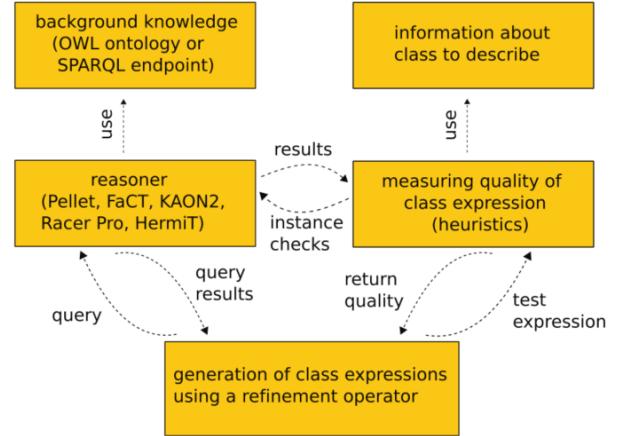 background knowledge
(OWL ontology or
SPARQL endpoint)
information about
class to describe
use
use
reasoner
(Pellet, FaCT, KAON2,
Racer Pro, HermiT)
results
instance
checks
measuring quality of
class expression
(heuristics)
query
query
results
return
quality
test
expression
generation of class expressions
using a refinement operator